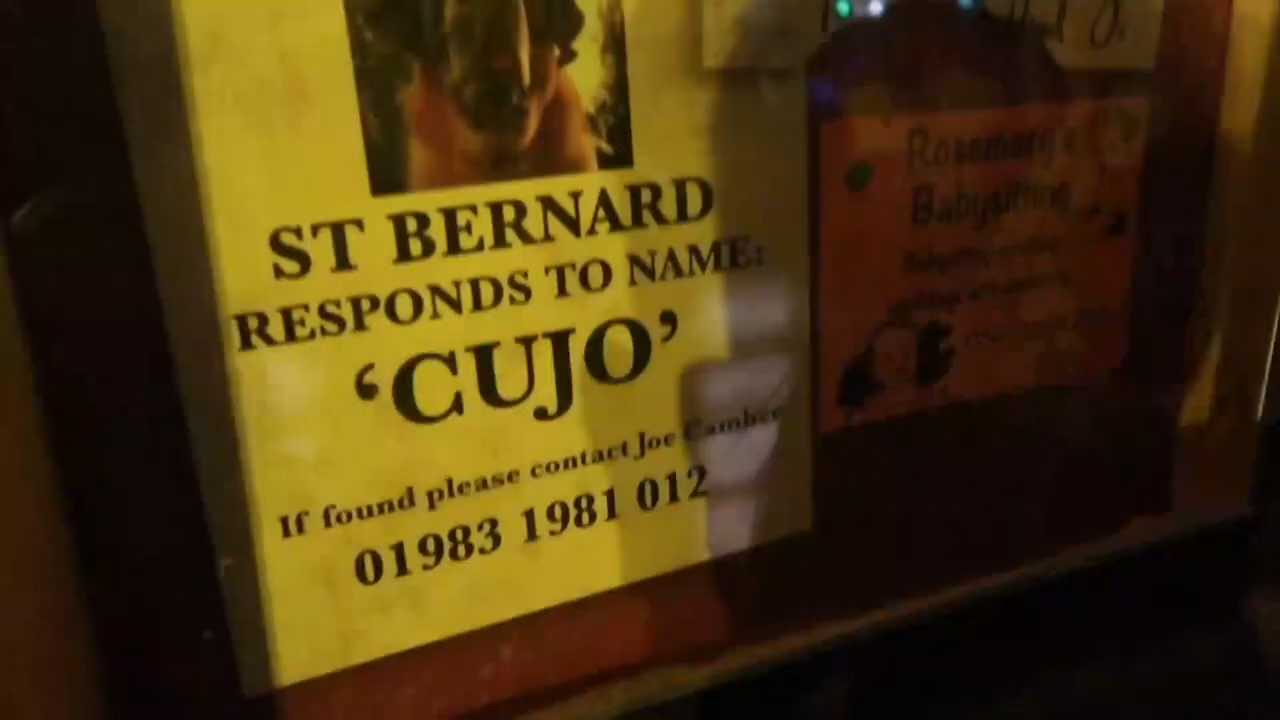 ST BERNARD
RESPONDS TO NAME:
‘CUJO’
If found please contact Joe Camber
01983 1981 012
Rosemary's
Babysitting